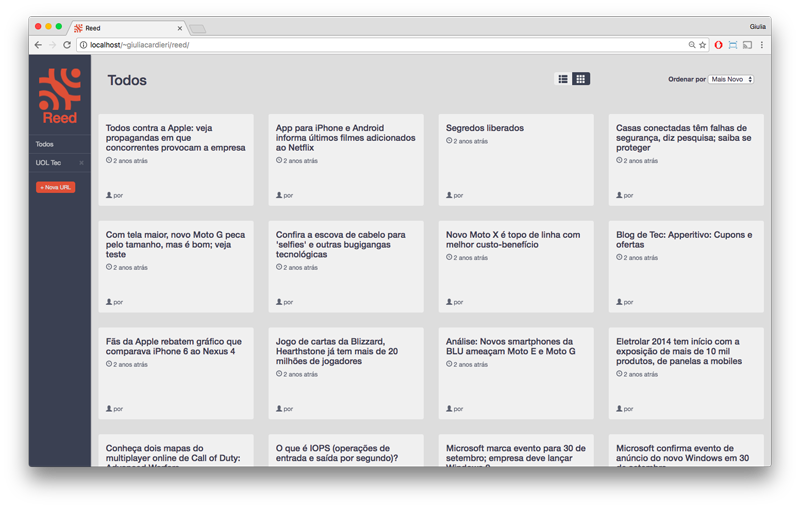 Reed
Giulia
localhost/~giuliacardieri/reed/
Reed
Todos
UOL Tec
+ Nova URL
Todos
Ordenar por
Mais Novo
Todos contra a Apple: veja
propagandas em que
concorrentes provocam a empresa
2 anos atrás
por
App para iPhone e Android
informa últimos filmes adicionados
ao Netflix
2 anos atrás
por
Segredos liberados
2 anos atrás
por
Casas conectadas têm falhas de
segurança, diz pesquisa; saiba se
proteger
2 anos atrás
por
Com tela maior, novo Moto G peca
pelo tamanho, mas é bom; veja
teste
2 anos atrás
por
Confira a escova de cabelo para
'selfies' e outras bugigangas
tecnológicas
2 anos atrás
por
Novo Moto X é topo de linha com
melhor custo-benefício
2 anos atrás
por
Blog de Tec: Apperitivo: Cupons e
ofertas
2 anos atrás
por
Fãs da Apple rebatem gráfico que
comparava iPhone 6 ao Nexus 4
2 anos atrás
por
Jogo de cartas da Blizzard,
Hearthstone já tem mais de 20
milhões de jogadores
2 anos atrás
por
Análise: Novos smartphones da
BLU ameaçam Moto E e Moto G
2 anos atrás
por
Eletrolar 2014 tem início com a
exposição de mais de 10 mil
produtos, de panelas a mobiles
2 anos atrás
por
Conheça dois mapas do
multiplayer online de Call of Duty:
Advanced Warfare
O que é IOPS (operações de
entrada e saída por segundo)?
Microsoft marca evento para 30 de
setembro; empresa deve lançar
Windows 9
Microsoft confirma evento de
anúncio do novo Windows em 30
de setembro